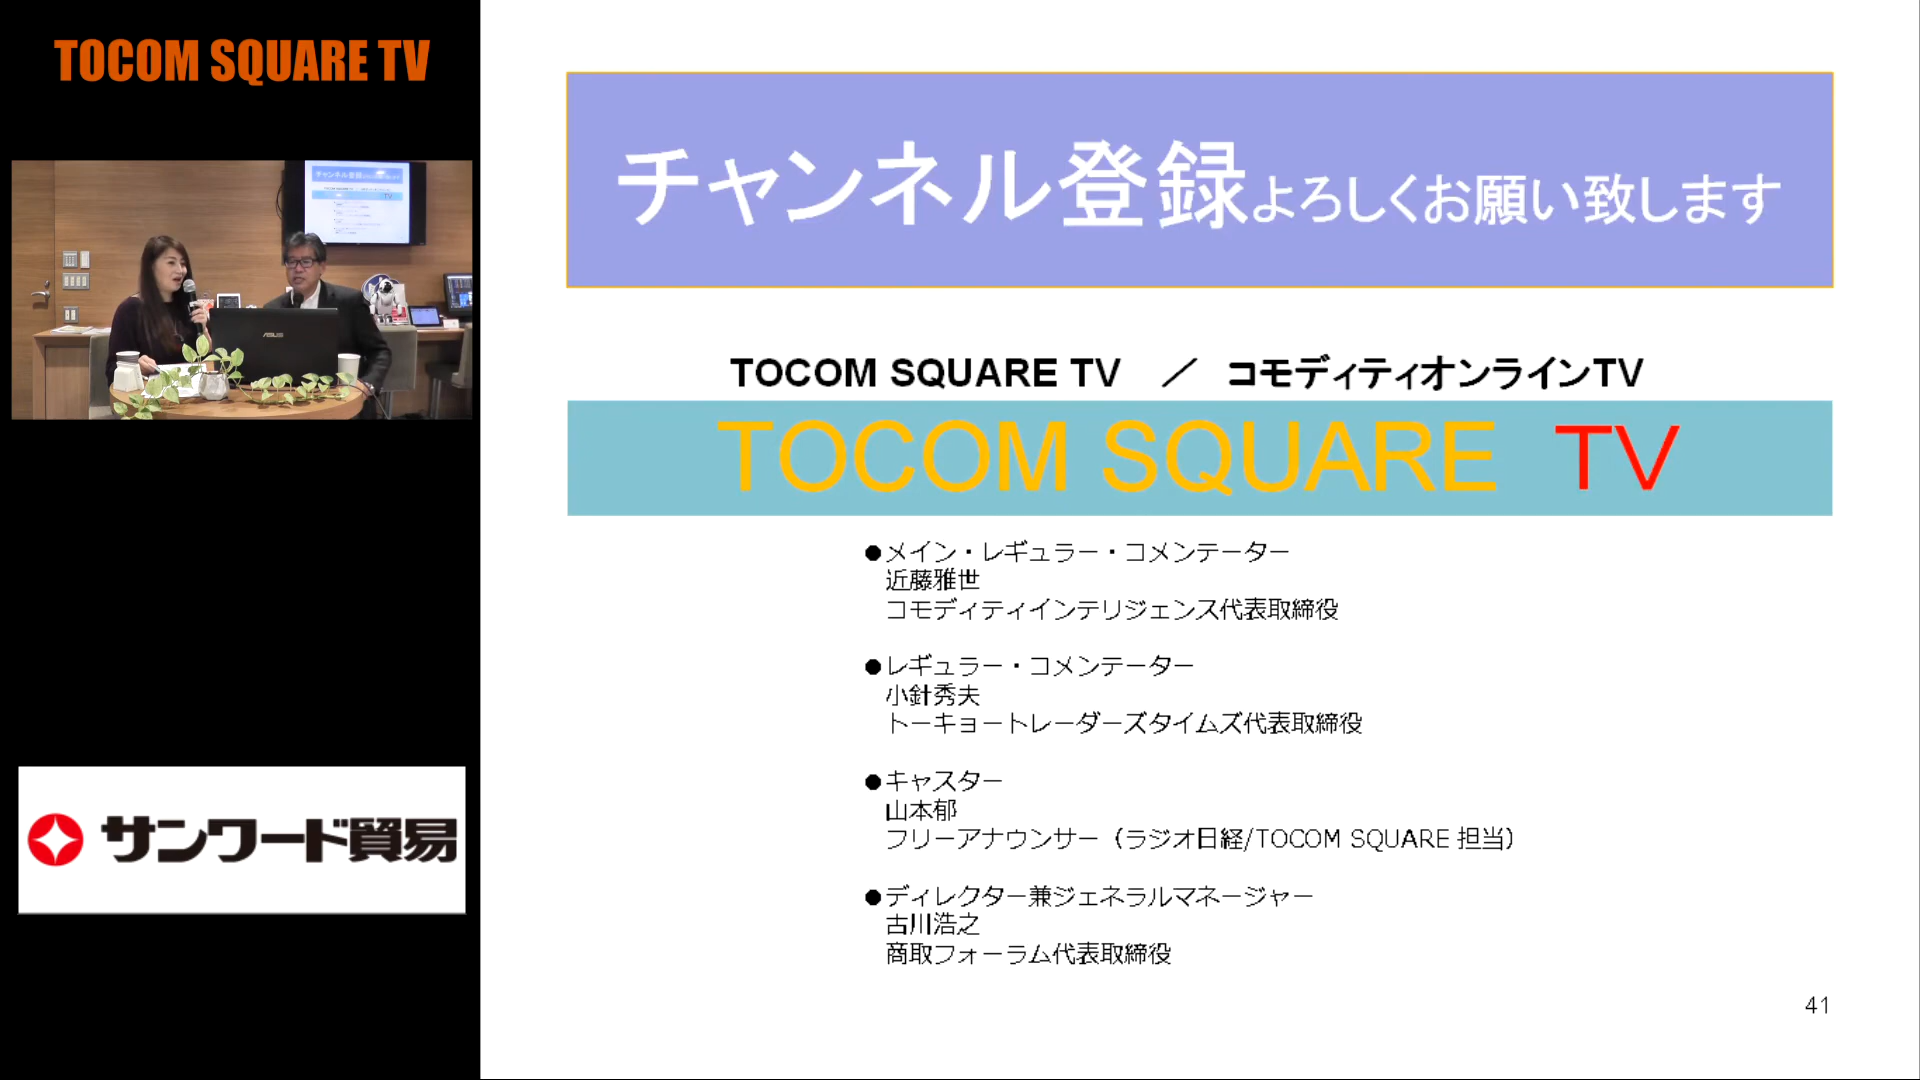 TOCOM SQUARE TV
ASUS
サンワード貿易
チャンネル登録よろしくお願い致します
TOCOM SQUARE TV ／ コモディティオンラインTV
TOCOM SQUARE TV
●メイン・レギュラー・コメンテーター
近藤雅世
コモディティインテリジェンス代表取締役
●レギュラー・コメンテーター
小針秀夫
トーキョートレーダーズタイムズ代表取締役
●キャスター
山本郁
フリーアナウンサー（ラジオ日経/TOCOM SQUARE 担当）
●ディレクター兼ジェネラルマネージャー
古川浩之
商取フォーラム代表取締役
41